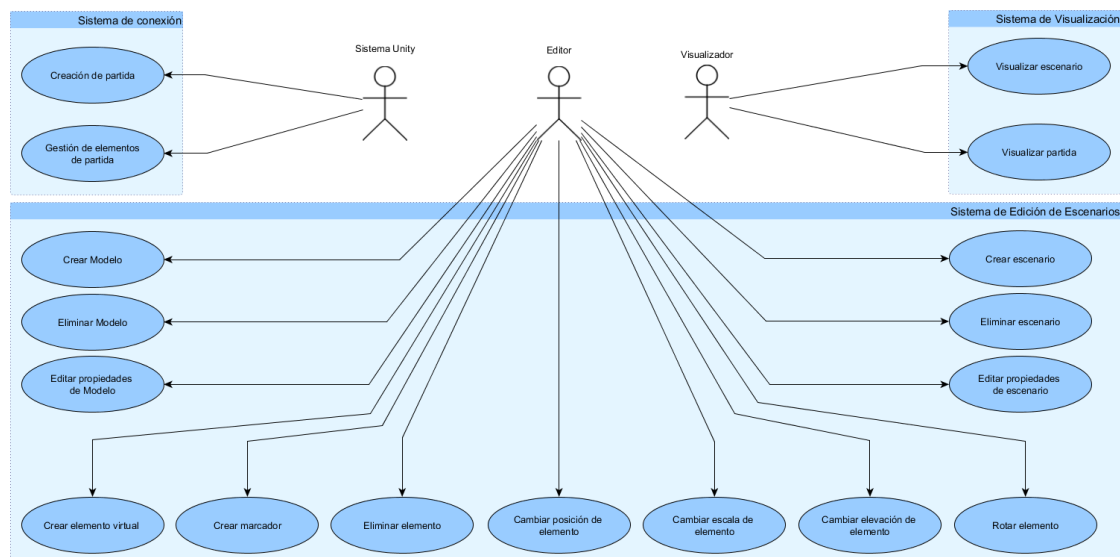 Sistema de conexión
Sistema de Visualización
Sistema Unity
Editor
Visualizador
Creación de partida
Gestión de elementos
de partida
Visualizar escenario
Visualizar partida
Sistema de Edición de Escenarios
Crear Modelo
Eliminar Modelo
Editar propiedades
de Modelo
Crear escenario
Eliminar escenario
Editar propiedades
de escenario
Crear elemento virtual
Crear marcador
Eliminar elemento
Cambiar posición de
elemento
Cambiar escala de
elemento
Cambiar elevación de
elemento
Rotar elemento